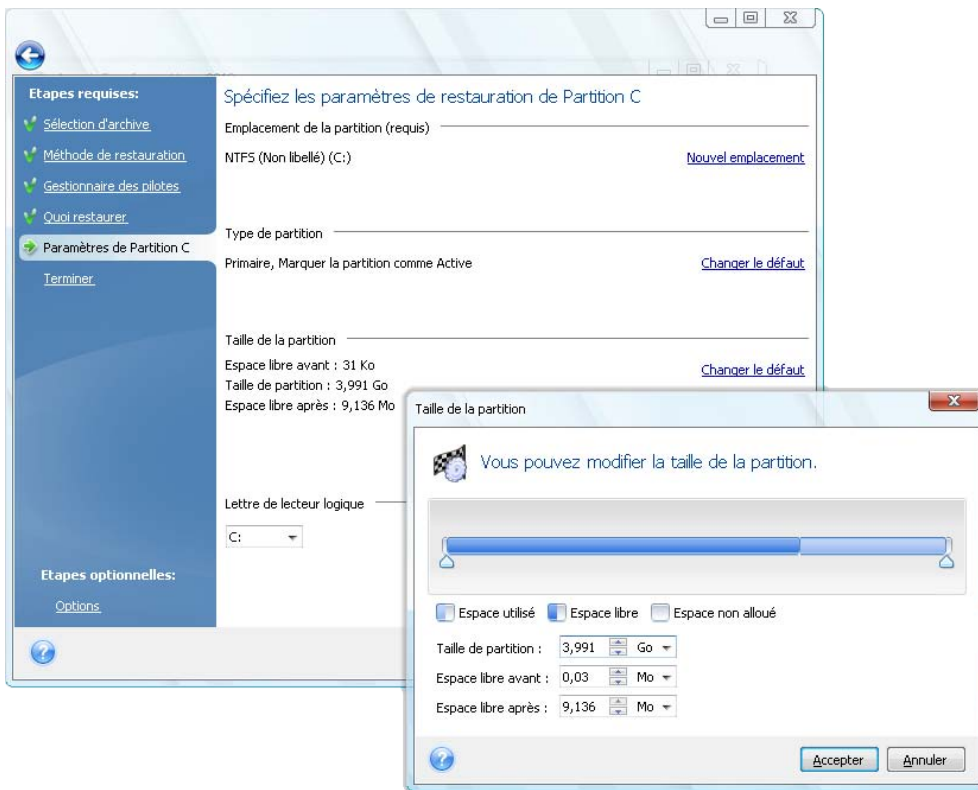 Etapes requises:
Sélection d'archive
Méthode de restauration
Gestionnaire des pilotes
Quoi restaurer
Paramètres de Partition C
Terminer
Etapes optionnelles:
Options
Spécifiez les paramètres de restauration de Partition C
Emplacement de la partition (requis)
NTFS (Non libellé) (C:) Nouvel emplacement
Type de partition
Primaire, Marquer la partition comme Active Changer le défaut
Taille de la partition
Espace libre avant : 31 Ko Changer le défaut
Taille de partition : 3,991 Go
Espace libre après : 9,136 Mo
Lettre de lecteur logique
C:
Taille de la partition
Vous pouvez modifier la taille de la partition.
Espace utilisé Espace libre Espace non alloué
Taille de partition : 3,991 Go
Espace libre avant : 0,03 Mo
Espace libre après : 9,136 Mo
Accepter Annuler